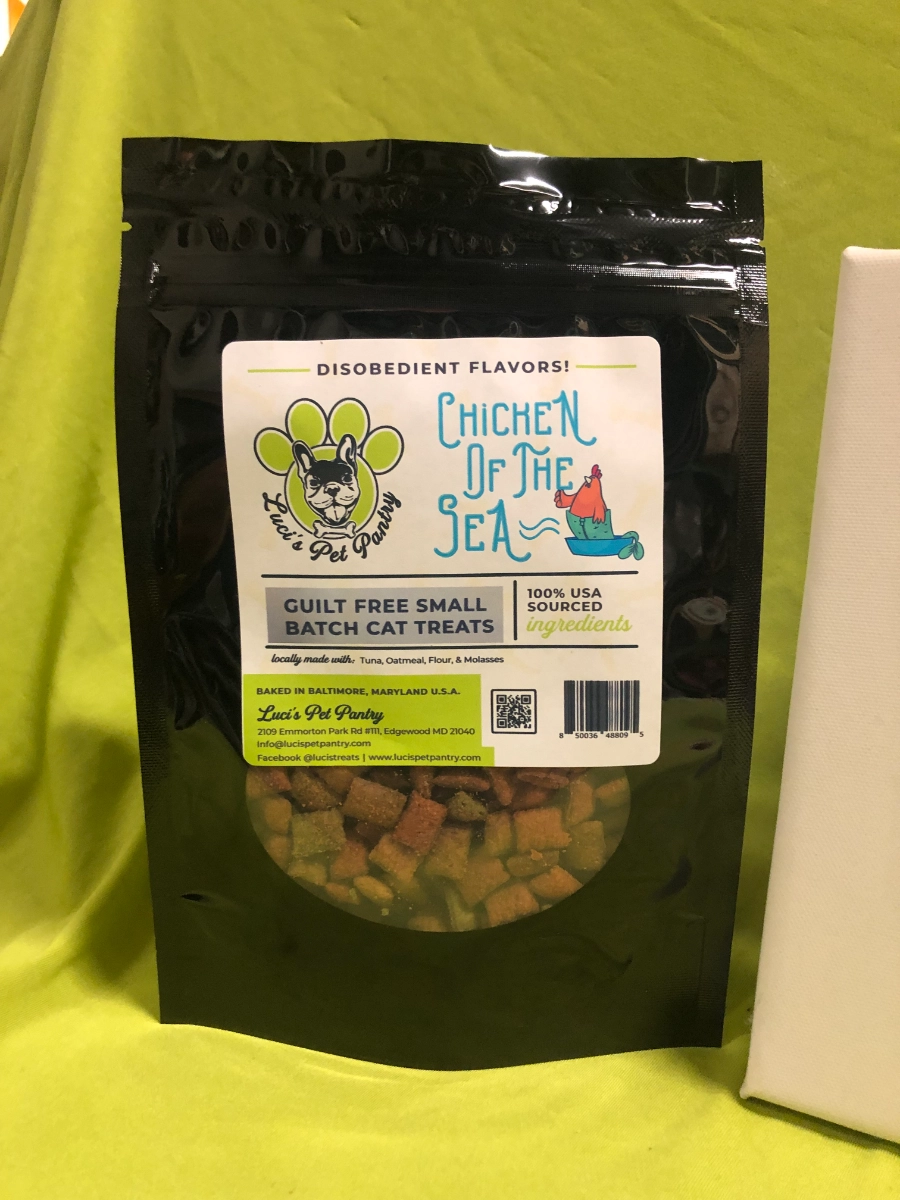 DISOBEDIENT FLAVORS!
Luci's Pet Pantry
CHiCKEN
OF THE
SEA
GUILT FREE SMALL
BATCH CAT TREATS
100% USA
SOURCED
ingredients
locally made with: Tuna, Oatmeal, Flour, & Molasses
BAKED IN BALTIMORE, MARYLAND U.S.A.
Luci's Pet Pantry
2109 Emmorton Park Rd #111, Edgewood MD 21040
Info@lucispetpantry.com
Facebook @lucistreats | www.lucispetpantry.com
8 50036 48809 5